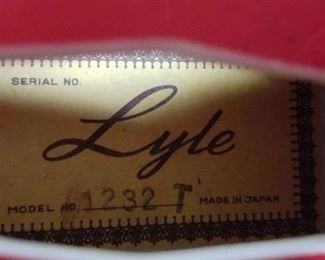 SERIAL NO.
Lyle
MODEL NO. 1232 T MADE IN JAPAN